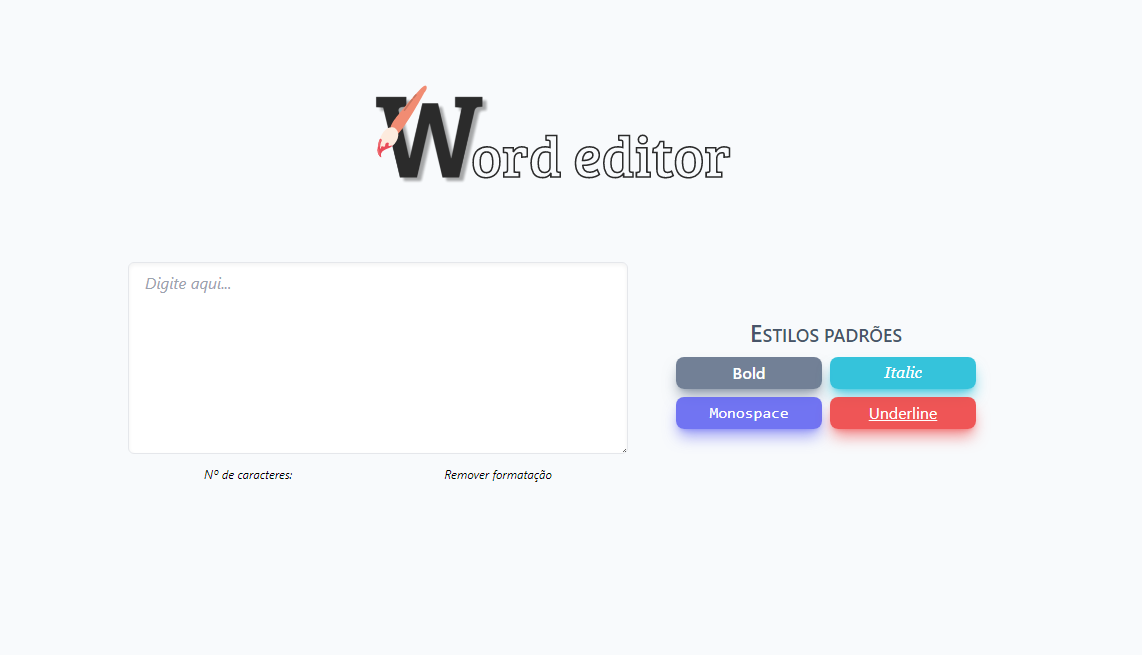 Word editor
Digite aqui...
Estilos padrões
Bold
Italic
Monospace
Underline
Nº de caracteres:
Remover formatação